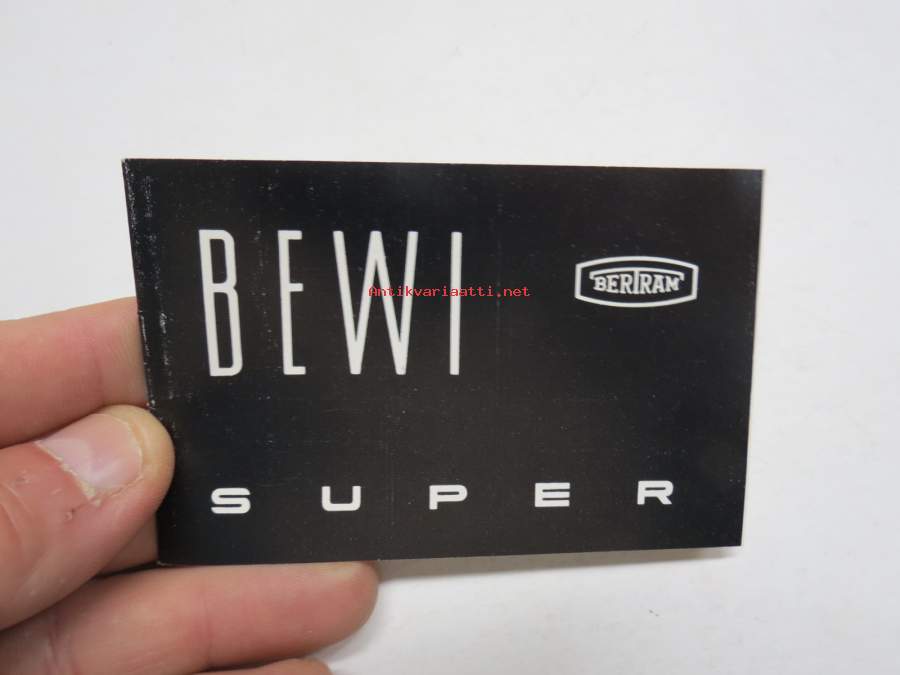 BEWI
BERTRAM
Antikvariaatti.net
SUPER